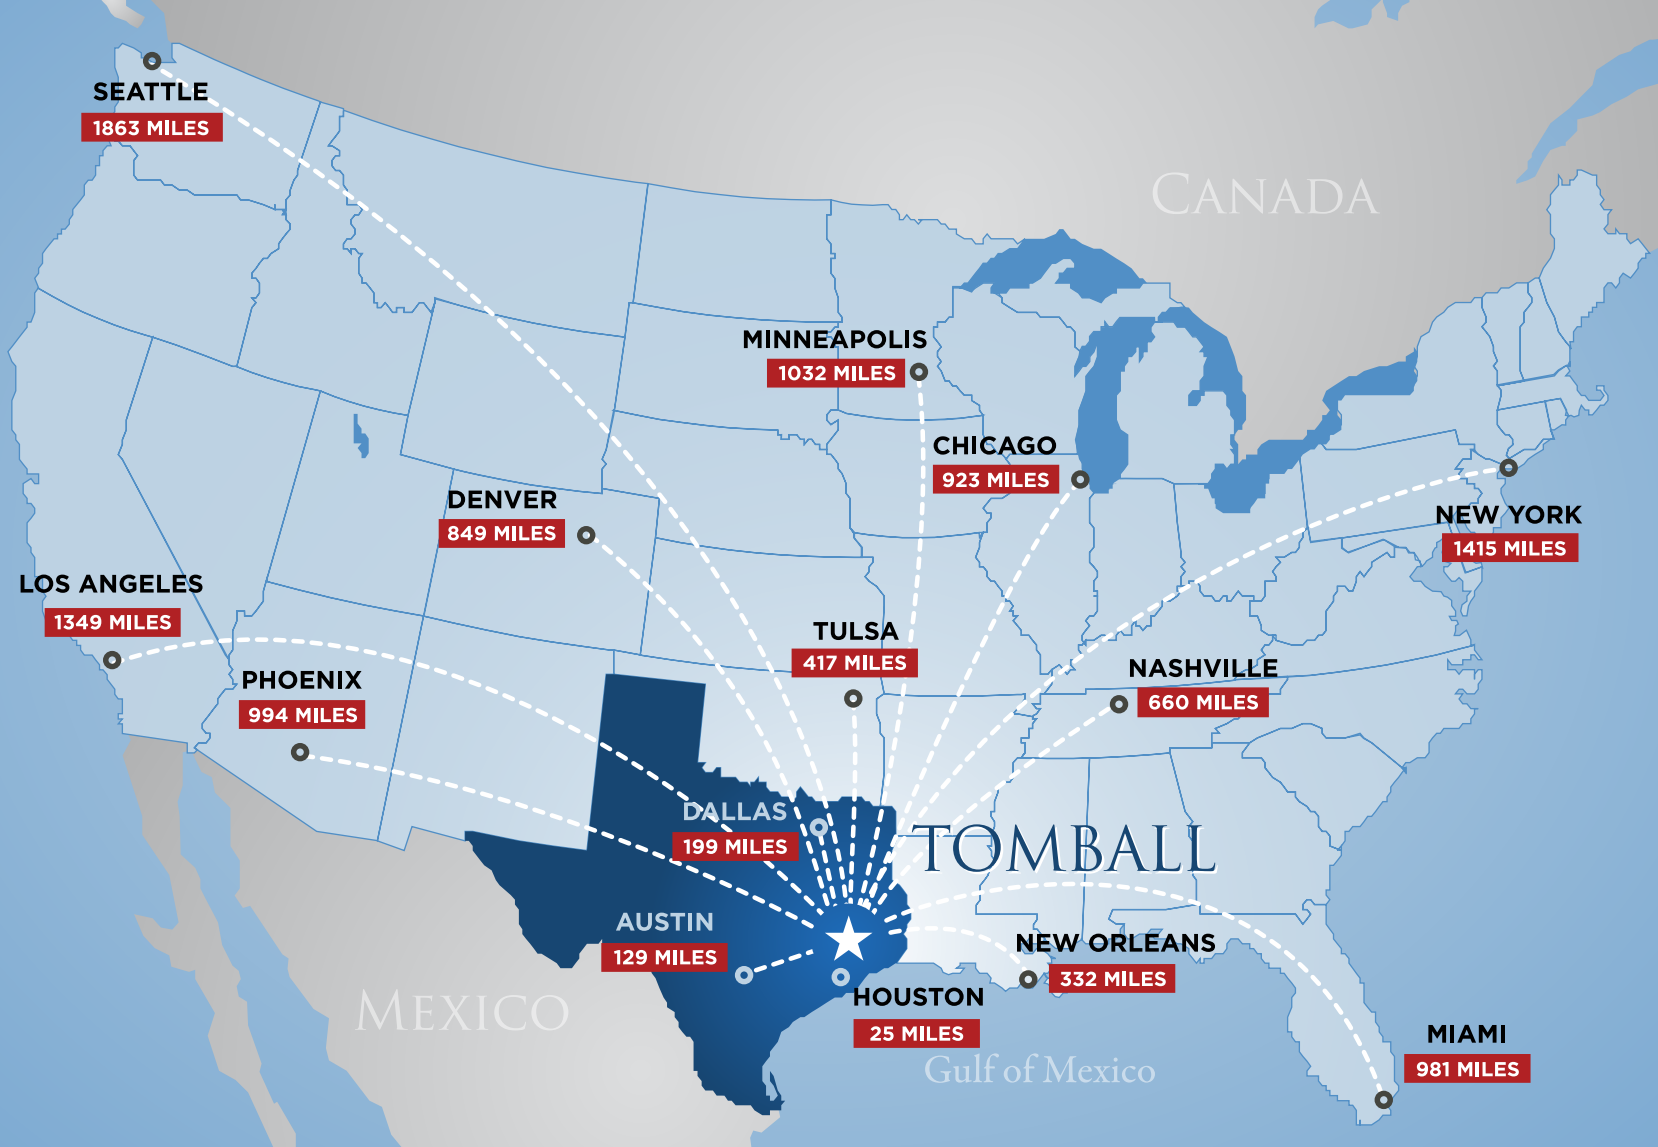 SEATTLE
1863 MILES
CANADA
MINNEAPOLIS
1032 MILES
CHICAGO
923 MILES
DENVER
849 MILES
NEW YORK
1415 MILES
LOS ANGELES
1349 MILES
TULSA
417 MILES
PHOENIX
994 MILES
NASHVILLE
660 MILES
DALLAS
199 MILES
TOMBALL
AUSTIN
129 MILES
NEW ORLEANS
332 MILES
HOUSTON
25 MILES
MEXICO
Gulf of Mexico
MIAMI
981 MILES